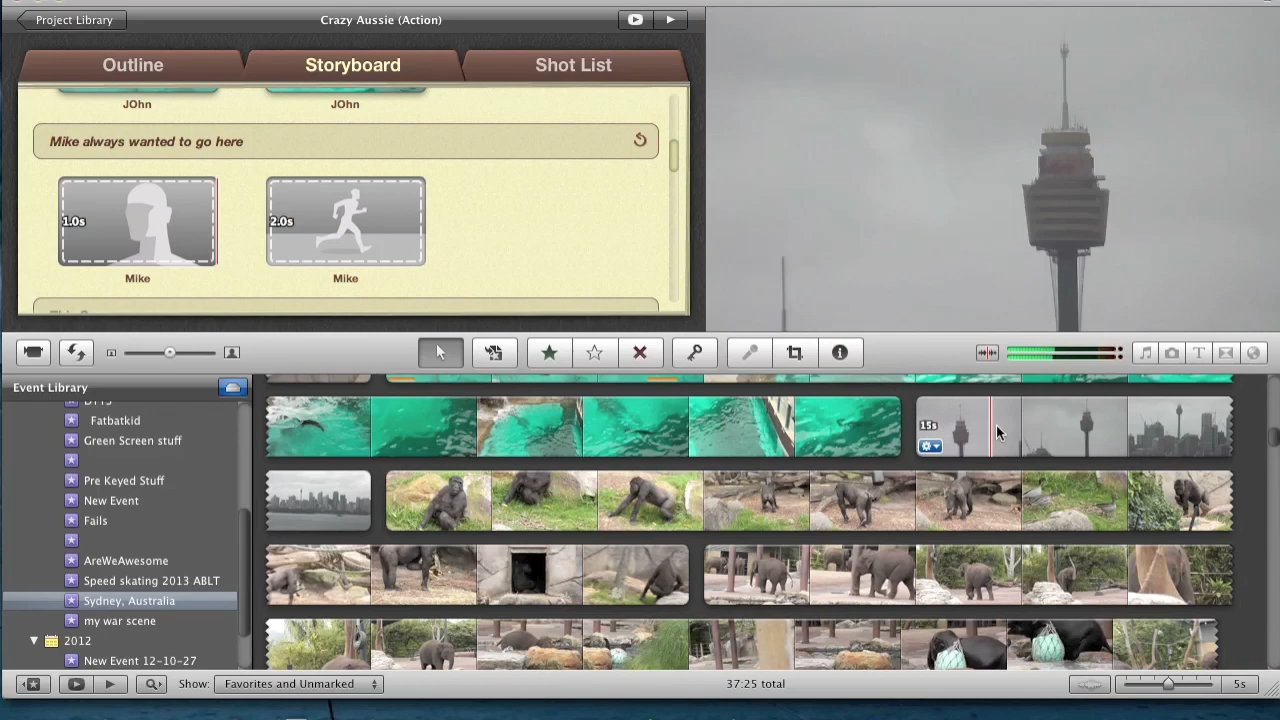 Project Library
Crazy Aussie (Action)
Outline
Storyboard
Shot List
JOhn
JOhn
Mike always wanted to go here
1.0s
2.0s
Mike
Mike
Event Library
Fatbatkid
Green Screen stuff
Pre Keyed Stuff
New Event
Fails
AreWeAwesome
Speed skating 2013 ABLT
Sydney, Australia
my war scene
2012
New Event 12-10-27
15s
Show:
Favorites and Unmarked
37:25 total
5s